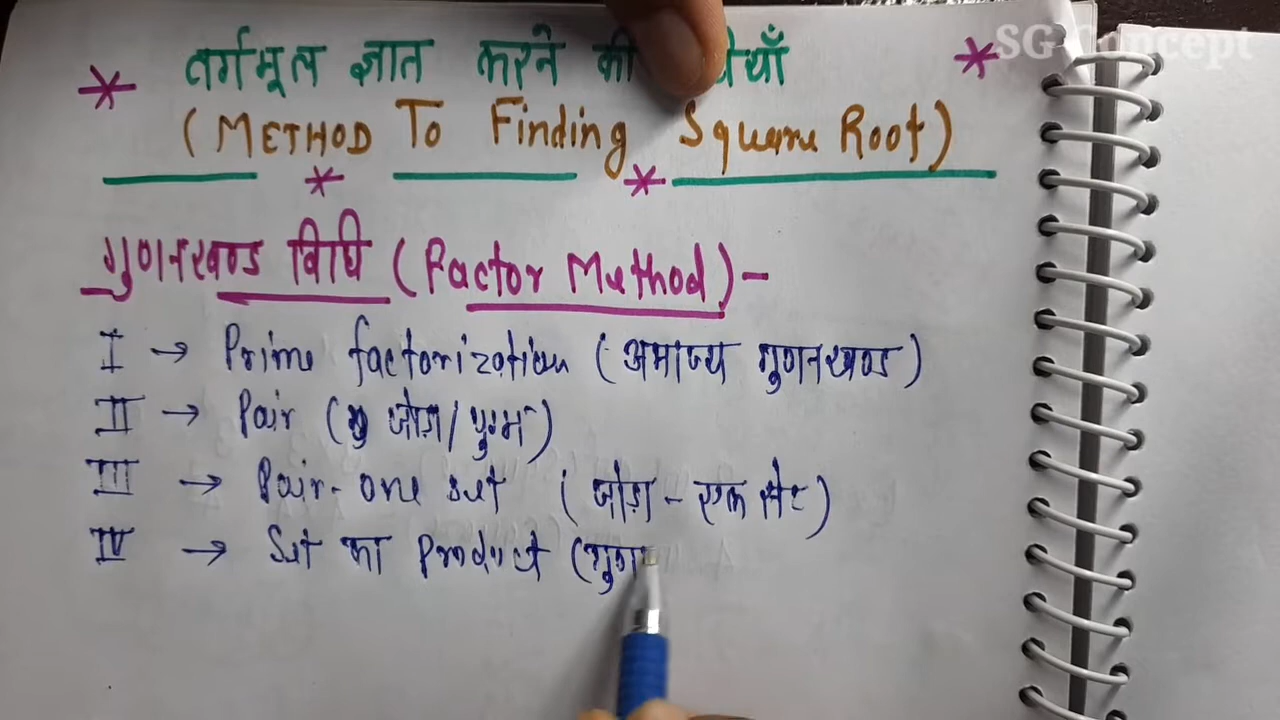 SG Concept
वर्गमूल ज्ञात करने की
(METHOD To Finding Square Root)
गुणनखण्ड विधि (Factor Method)-
I → Prime factorization (अभाज्य गुणनखण्ड)
II → Pair (जोड़ा/युग्म)
III → Pair-one set (जोड़ा - एक सेट)
IV → Set का Product (गुण